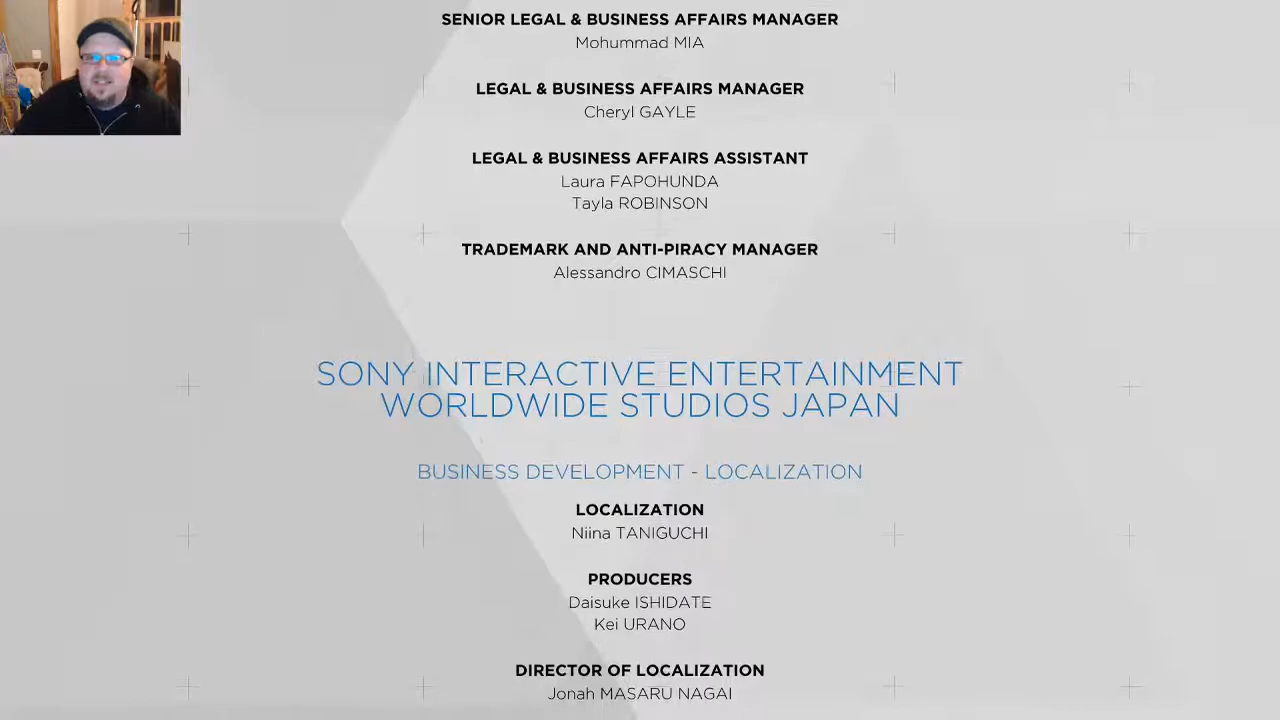 SENIOR LEGAL & BUSINESS AFFAIRS MANAGER
Mohummad MIA
LEGAL & BUSINESS AFFAIRS MANAGER
Cheryl GAYLE
LEGAL & BUSINESS AFFAIRS ASSISTANT
Laura FAPOHUNDA
Tayla ROBINSON
TRADEMARK AND ANTI-PIRACY MANAGER
Alessandro CIMASCHI
SONY INTERACTIVE ENTERTAINMENT
WORLDWIDE STUDIOS JAPAN
BUSINESS DEVELOPMENT - LOCALIZATION
LOCALIZATION
Niina TANIGUCHI
PRODUCERS
Daisuke ISHIDATE
Kei URANO
DIRECTOR OF LOCALIZATION
Jonah MASARU NAGAI